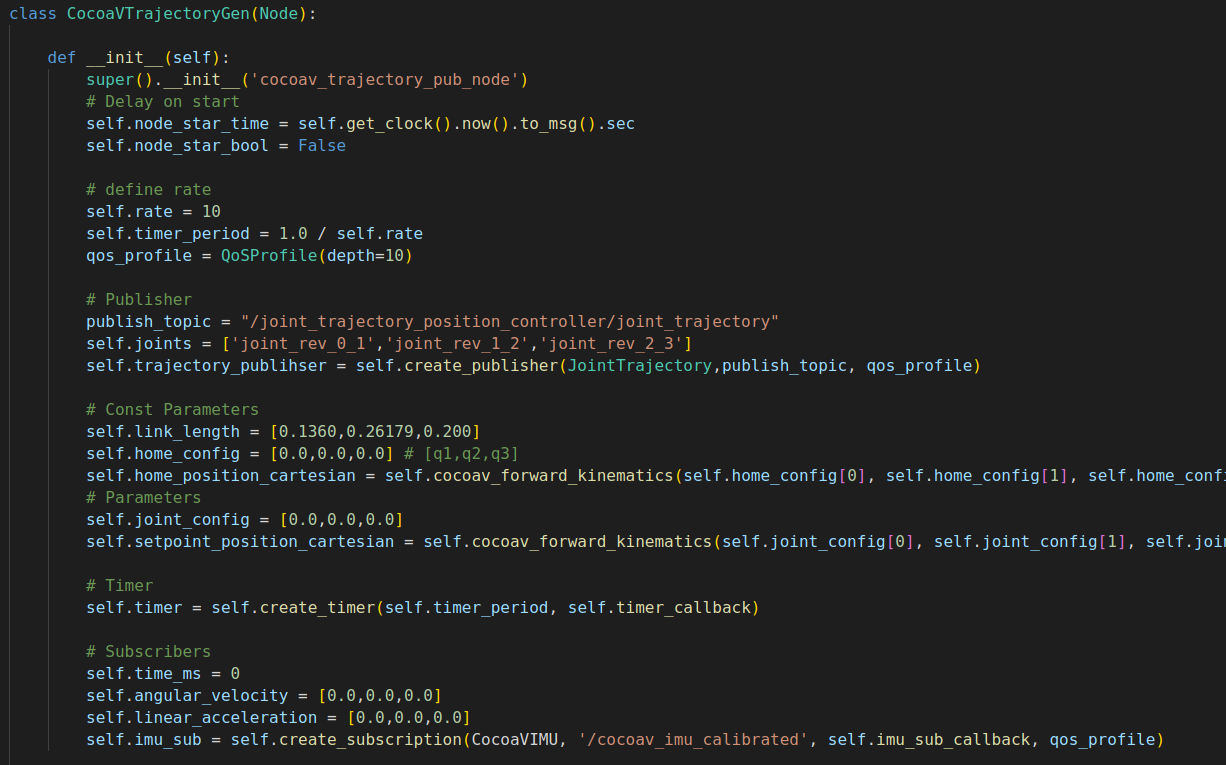 class CocoaVTrajectoryGen(Node):
def __init__(self):
super().__init__('cocoav_trajectory_pub_node')
# Delay on start
self.node_star_time = self.get_clock().now().to_msg().sec
self.node_star_bool = False
# define rate
self.rate = 10
self.timer_period = 1.0 / self.rate
qos_profile = QoSProfile(depth=10)
# Publisher
publish_topic = "/joint_trajectory_position_controller/joint_trajectory"
self.joints = ['joint_rev_0_1','joint_rev_1_2','joint_rev_2_3']
self.trajectory_publihser = self.create_publisher(JointTrajectory,publish_topic, qos_profile)
# Const Parameters
self.link_length = [0.1360,0.26179,0.200]
self.home_config = [0.0,0.0,0.0] # [q1,q2,q3]
self.home_position_cartesian = self.cocoav_forward_kinematics(self.home_config[0], self.home_config[1], self.home_confi
# Parameters
self.joint_config = [0.0,0.0,0.0]
self.setpoint_position_cartesian = self.cocoav_forward_kinematics(self.joint_config[0], self.joint_config[1], self.join
# Timer
self.timer = self.create_timer(self.timer_period, self.timer_callback)
# Subscribers
self.time_ms = 0
self.angular_velocity = [0.0,0.0,0.0]
self.linear_acceleration = [0.0,0.0,0.0]
self.imu_sub = self.create_subscription(CocoaVIMU, '/cocoav_imu_calibrated', self.imu_sub_callback, qos_profile)